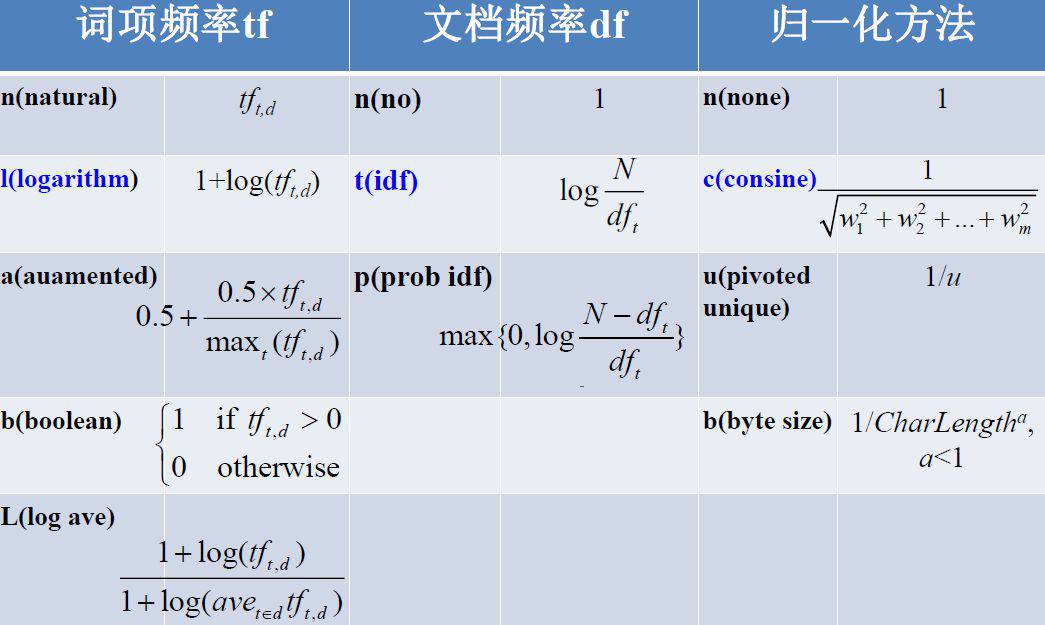 词项频率tf 文档频率df 归一化方法
n(natural) tf_{t,d} n(no) 1 n(none) 1
l(logarithm) 1+log(tf_{t,d}) t(idf) log \frac{N}{df_t} c(consine) \frac{1}{\sqrt{w_1^2+w_2^2+...+w_m^2}}
a(auamented) 0.5+\frac{0.5×tf_{t,d}}{max_t(tf_{t,d})} p(prob idf) max{0,log\frac{N-df_t}{df_t}} u(pivoted
unique) 1/u
b(boolean) \begin{cases}1 & if tf_{t,d}>0\\0 & otherwise\end{cases} b(byte size) 1/CharLength^a,
a<1
L(log ave) \frac{1+log(tf_{t,d})}{1+log(ave_{t∈d}tf_{t,d})}